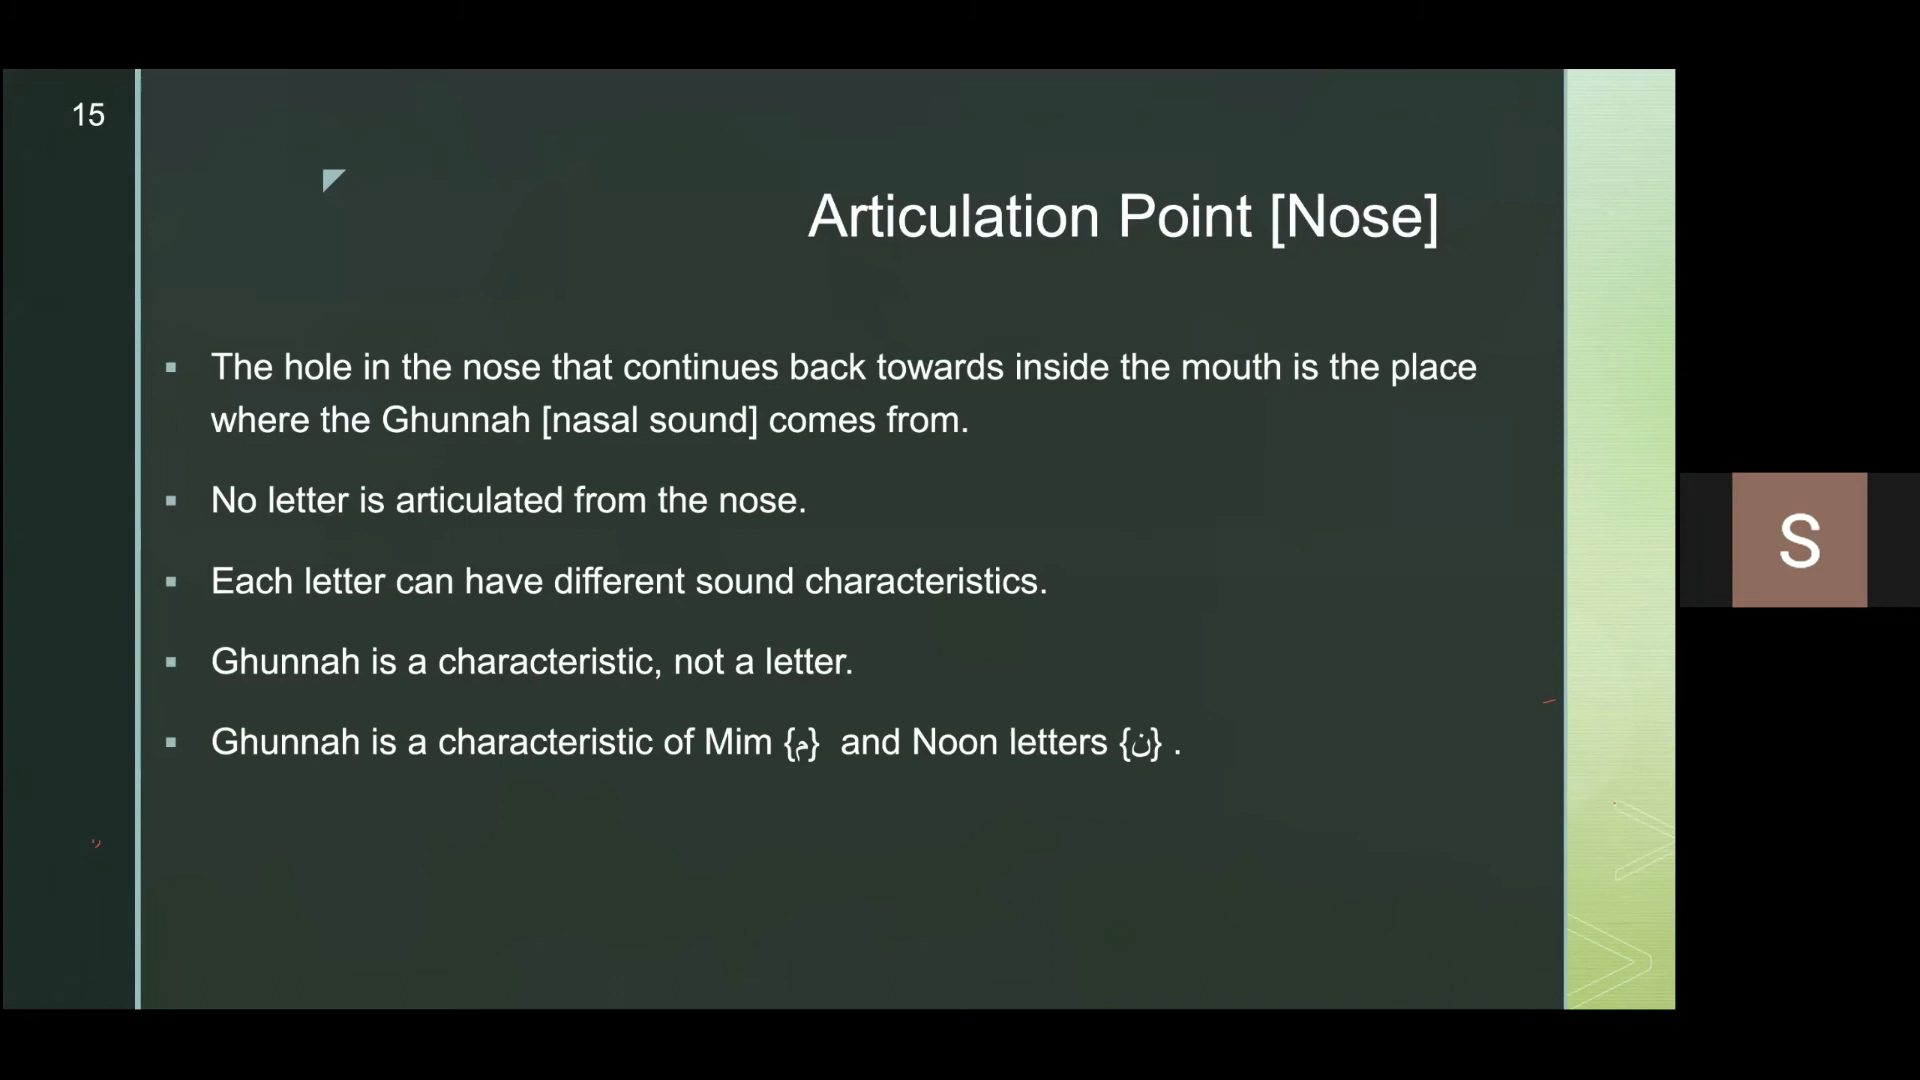 15
Articulation Point [Nose]
▪ The hole in the nose that continues back towards inside the mouth is the place
where the Ghunnah [nasal sound] comes from.
▪ No letter is articulated from the nose.
▪ Each letter can have different sound characteristics.
▪ Ghunnah is a characteristic, not a letter.
▪ Ghunnah is a characteristic of Mim {م} and Noon letters {ن} .
S